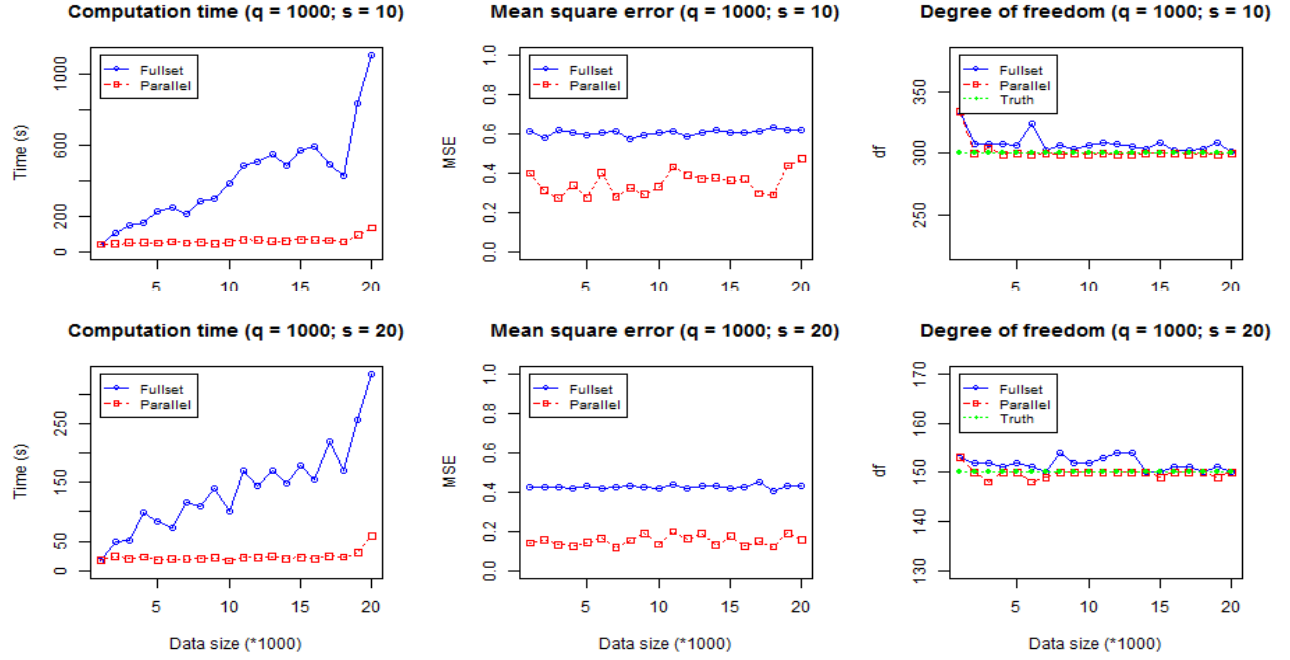 Computation time (q = 1000; s = 10)
Time (s)
0 200 600 1000
Fullset
Parallel
5 10 15 20
Mean square error (q = 1000; s = 10)
MSE
0.0 0.2 0.4 0.6 0.8 1.0
Fullset
Parallel
5 10 15 20
Degree of freedom (q = 1000; s = 10)
df
250 300 350
Fullset
Parallel
Truth
5 10 15 20
Computation time (q = 1000; s = 20)
Time (s)
0 50 150 250
Fullset
Parallel
5 10 15 20
Data size (*1000)
Mean square error (q = 1000; s = 20)
MSE
0.0 0.2 0.4 0.6 0.8 1.0
Fullset
Parallel
5 10 15 20
Data size (*1000)
Degree of freedom (q = 1000; s = 20)
df
130 140 150 160 170
Fullset
Parallel
Truth
5 10 15 20
Data size (*1000)